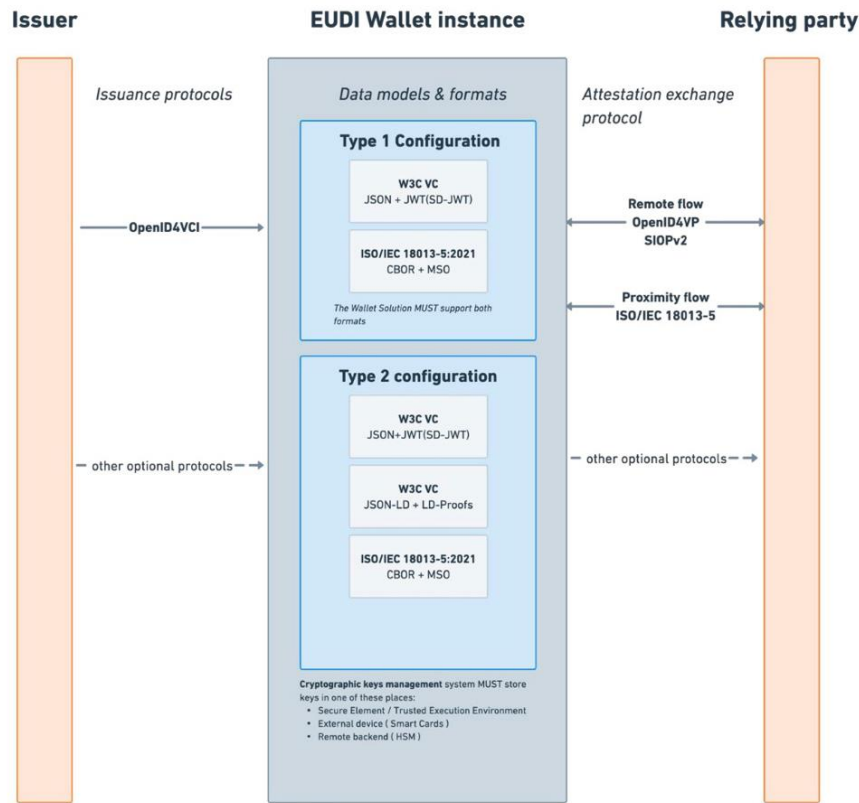 Issuer
EUDI Wallet instance
Relying party
Issuance protocols
Data models & formats
Attestation exchange
protocol
Type 1 Configuration
W3C VC
JSON + JWT(SD-JWT)
OpenID4VCI
Remote flow
OpenID4VP
SIOPv2
ISO/IEC 18013-5:2021
CBOR + MSO
The Wallet Solution MUST support both
formats
Proximity flow
ISO/IEC 18013-5
Type 2 configuration
W3C VC
JSON+JWT(SD-JWT)
other optional protocols
other optional protocols
W3C VC
JSON-LD + LD-Proofs
ISO/IEC 18013-5:2021
CBOR + MSO
Cryptographic keys management system MUST store
keys in one of these places:
• Secure Element / Trusted Execution Environment
• External device ( Smart Cards )
• Remote backend ( HSM )